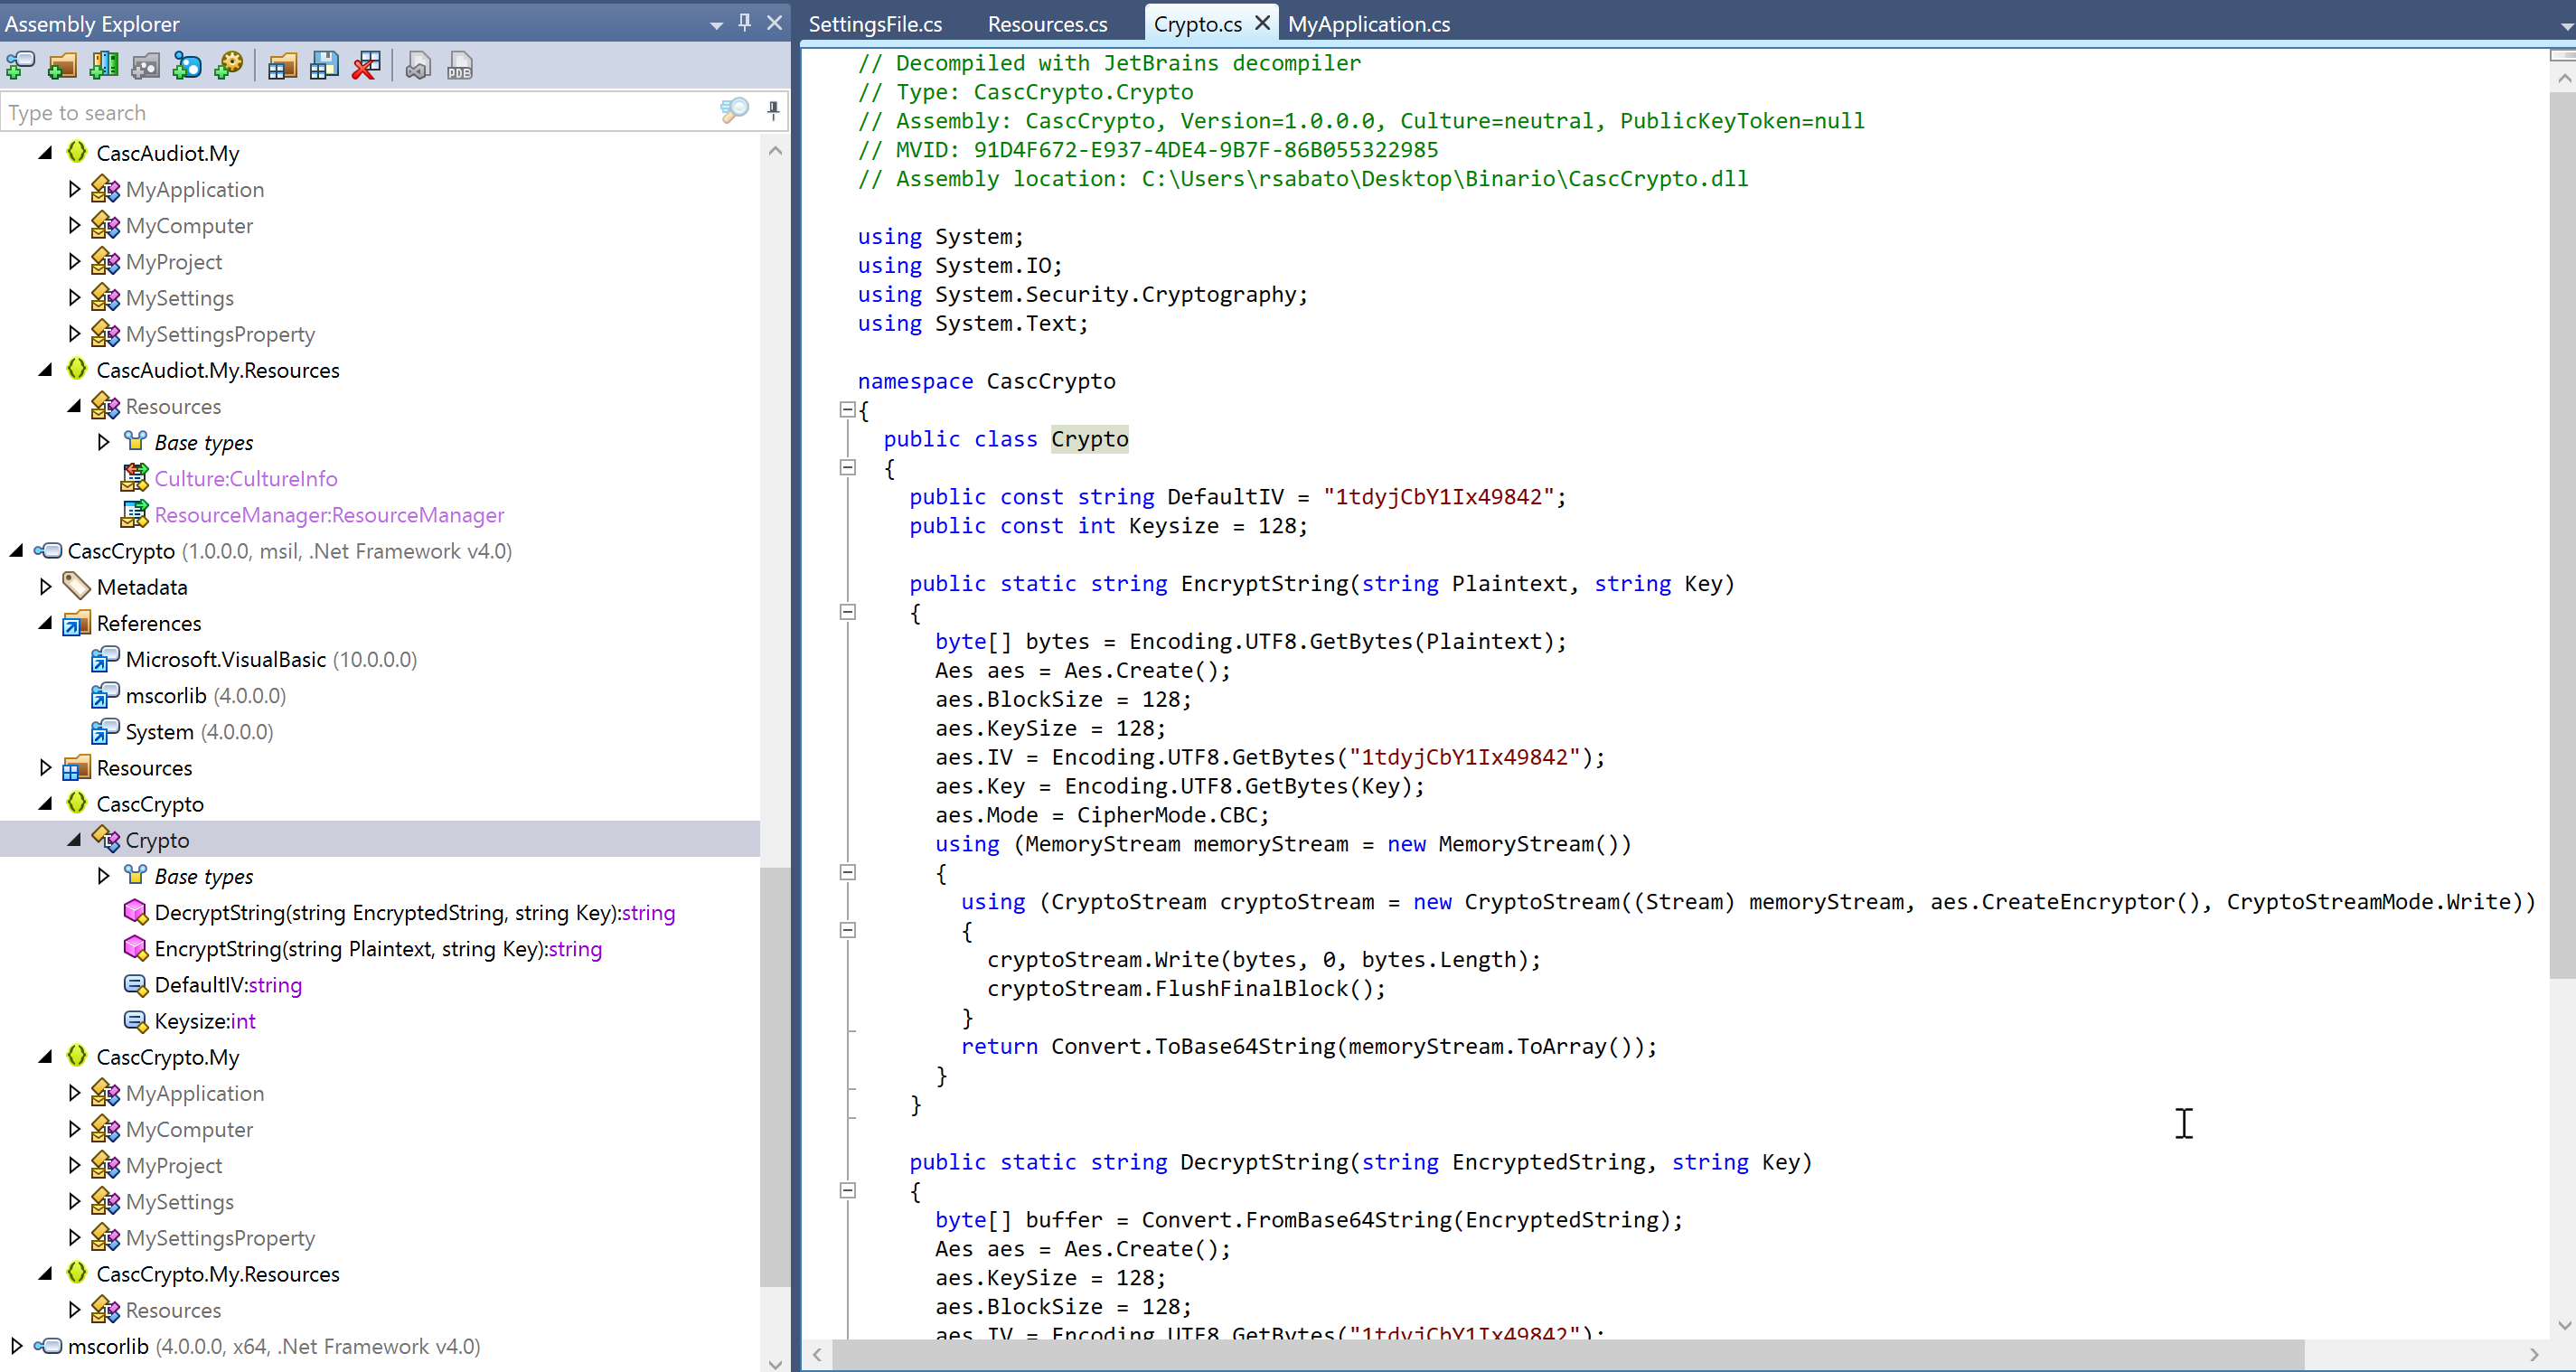 Assembly Explorer
Type to search
CascAudiot.My
MyApplication
MyComputer
MyProject
MySettings
MySettingsProperty
CascAudiot.My.Resources
Resources
Base types
Culture:CultureInfo
ResourceManager:ResourceManager
CascCrypto (1.0.0.0, msil, .Net Framework v4.0)
Metadata
References
Microsoft.VisualBasic (10.0.0.0)
mscorlib (4.0.0.0)
System (4.0.0.0)
Resources
CascCrypto
Crypto
Base types
DecryptString(string EncryptedString, string Key):string
EncryptString(string Plaintext, string Key):string
DefaultIV:string
Keysize:int
CascCrypto.My
MyApplication
MyComputer
MyProject
MySettings
MySettingsProperty
CascCrypto.My.Resources
Resources
mscorlib (4.0.0.0, x64, .Net Framework v4.0)
SettingsFile.cs Resources.cs Crypto.cs MyApplication.cs
// Decompiled with JetBrains decompiler
// Type: CascCrypto.Crypto
// Assembly: CascCrypto, Version=1.0.0.0, Culture=neutral, PublicKeyToken=null
// MVID: 91D4F672-E937-4DE4-9B7F-86B055322985
// Assembly location: C:\Users\rsabato\Desktop\Binario\CascCrypto.dll
using System;
using System.IO;
using System.Security.Cryptography;
using System.Text;
namespace CascCrypto
{
public class Crypto
{
public const string DefaultIV = "1tdyjCbY1Ix49842";
public const int Keysize = 128;
public static string EncryptString(string Plaintext, string Key)
{
byte[] bytes = Encoding.UTF8.GetBytes(Plaintext);
Aes aes = Aes.Create();
aes.BlockSize = 128;
aes.KeySize = 128;
aes.IV = Encoding.UTF8.GetBytes("1tdyjCbY1Ix49842");
aes.Key = Encoding.UTF8.GetBytes(Key);
aes.Mode = CipherMode.CBC;
using (MemoryStream memoryStream = new MemoryStream())
{
using (CryptoStream cryptoStream = new CryptoStream((Stream) memoryStream, aes.CreateEncryptor(), CryptoStreamMode.Write))
{
cryptoStream.Write(bytes, 0, bytes.Length);
cryptoStream.FlushFinalBlock();
}
return Convert.ToBase64String(memoryStream.ToArray());
}
}
public static string DecryptString(string EncryptedString, string Key)
{
byte[] buffer = Convert.FromBase64String(EncryptedString);
Aes aes = Aes.Create();
aes.KeySize = 128;
aes.BlockSize = 128;
aes.IV = Encoding.UTF8.GetBytes("1tdyjCbY1Ix49842");